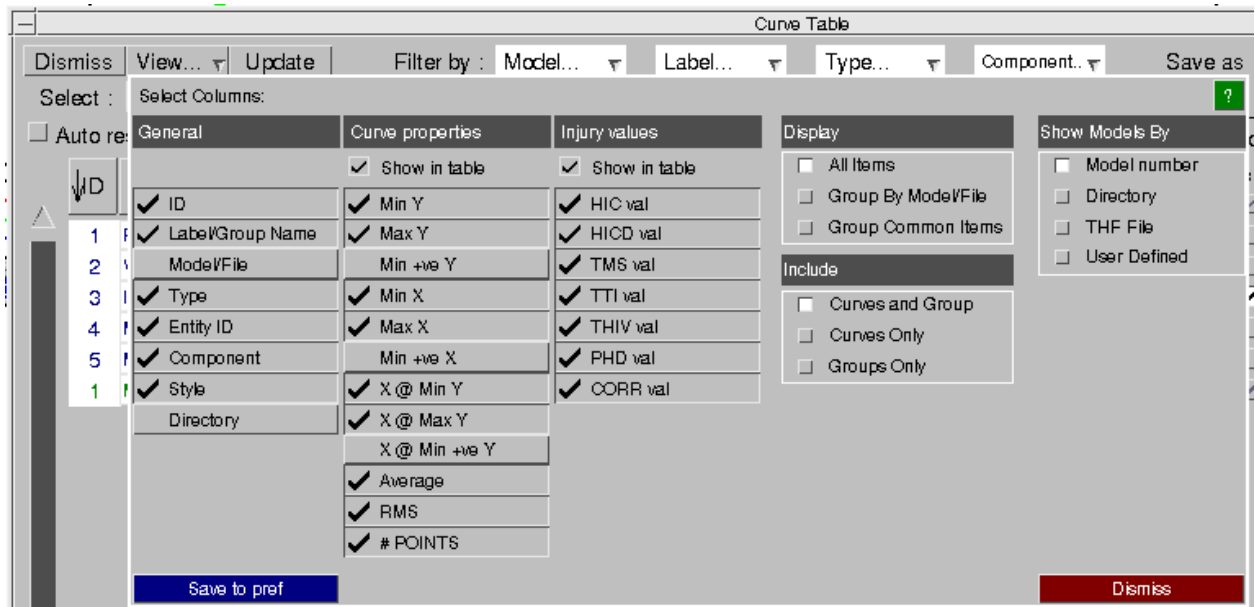 Curve Table
Dismiss View... Update Filter by : Model... Label... Type... Component.. Save as
Select : Select Columns: ?
Auto re
General Curve properties Injury values Display Show Models By
Show in table Show in table All Items Model number
ID
ID Min Y HIC val Group By Model/File Directory
1 Label/Group Name Max Y HICD val Group Common Items THF File
2 Model/File Min +ve Y TMS val Include User Defined
3 Type Min X TTI val Curves and Group
4 Entity ID Max X THIV val Curves Only
5 Component Min +ve X PHD val Groups Only
1 Style X @ Min Y CORR val
Directory X @ Max Y
X @ Min +ve Y
Average
RMS
# POINTS
Save to pref Dismiss